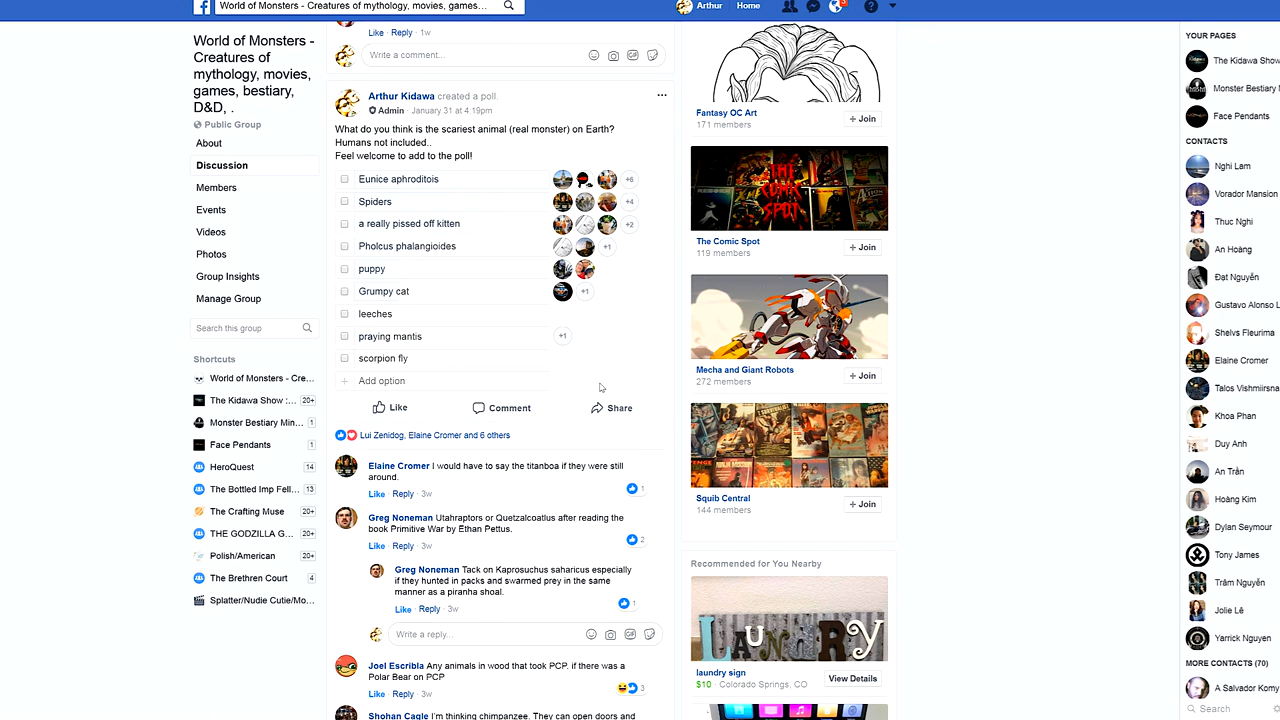 World of Monsters - Creatures of mythology, movies, games...
Arthur
Home
World of Monsters -
Creatures of
mythology, movies,
games, bestiary,
D&D, .
Public Group
About
Discussion
Members
Events
Videos
Photos
Group Insights
Manage Group
Search this group
Shortcuts
World of Monsters - Cre...
The Kidawa Show :... 20+
Monster Bestiary Min... 1
Face Pendants 1
HeroQuest 14
The Bottled Imp Fell... 13
The Crafting Muse 20+
THE GODZILLA G... 20+
Polish/American 20+
The Brethren Court 4
Splatter/Nudie Cutie/Mo...
Like · Reply · 1w
Write a comment...
Arthur Kidawa created a poll.
Admin · January 31 at 4:19pm
What do you think is the scariest animal (real monster) on Earth?
Humans not included..
Feel welcome to add to the poll!
Eunice aphroditois +6
Spiders +4
a really pissed off kitten +2
Pholcus phalangioides +1
puppy
Grumpy cat +1
leeches
praying mantis +1
scorpion fly
Add option
Like Comment Share
Lui Zenidog, Elaine Cromer and 6 others
Elaine Cromer I would have to say the titanboa if they were still
around.
Like · Reply · 3w 1
Greg Noneman Utahraptors or Quetzalcoatlus after reading the
book Primitive War by Ethan Pettus.
Like · Reply · 3w 2
Greg Noneman Tack on Kaprosuchus saharicus especially
if they hunted in packs and swarmed prey in the same
manner as a piranha shoal.
Like · Reply · 3w 1
Write a reply...
Joel Escribla Any animals in wood that took PCP. if there was a
Polar Bear on PCP
Like · Reply · 3w 3
Shohan Cagle I'm thinking chimpanzee. They can open doors and
Fantasy OC Art
171 members
+ Join
THE COMIC SPOT
The Comic Spot
119 members
+ Join
Mecha and Giant Robots
272 members
+ Join
Squib Central
144 members
+ Join
Recommended for You Nearby
LAUNDRY
laundry sign
$10 · Colorado Springs, CO
View Details
YOUR PAGES
The Kidawa Show
Monster Bestiary
Face Pendants
CONTACTS
Nghi Lam
Vorador Mansion
Thuc Nghi
An Hoàng
Đạt Nguyễn
Gustavo Alonso L
Shelvs Fleurima
Elaine Cromer
Talos Vishmiirsna
Khoa Phan
Duy Anh
An Trần
Hoàng Kim
Dylan Seymour
Tony James
Trâm Nguyễn
Jolie Lê
Yarrick Nguyen
MORE CONTACTS (70)
A Salvador Komy
Search